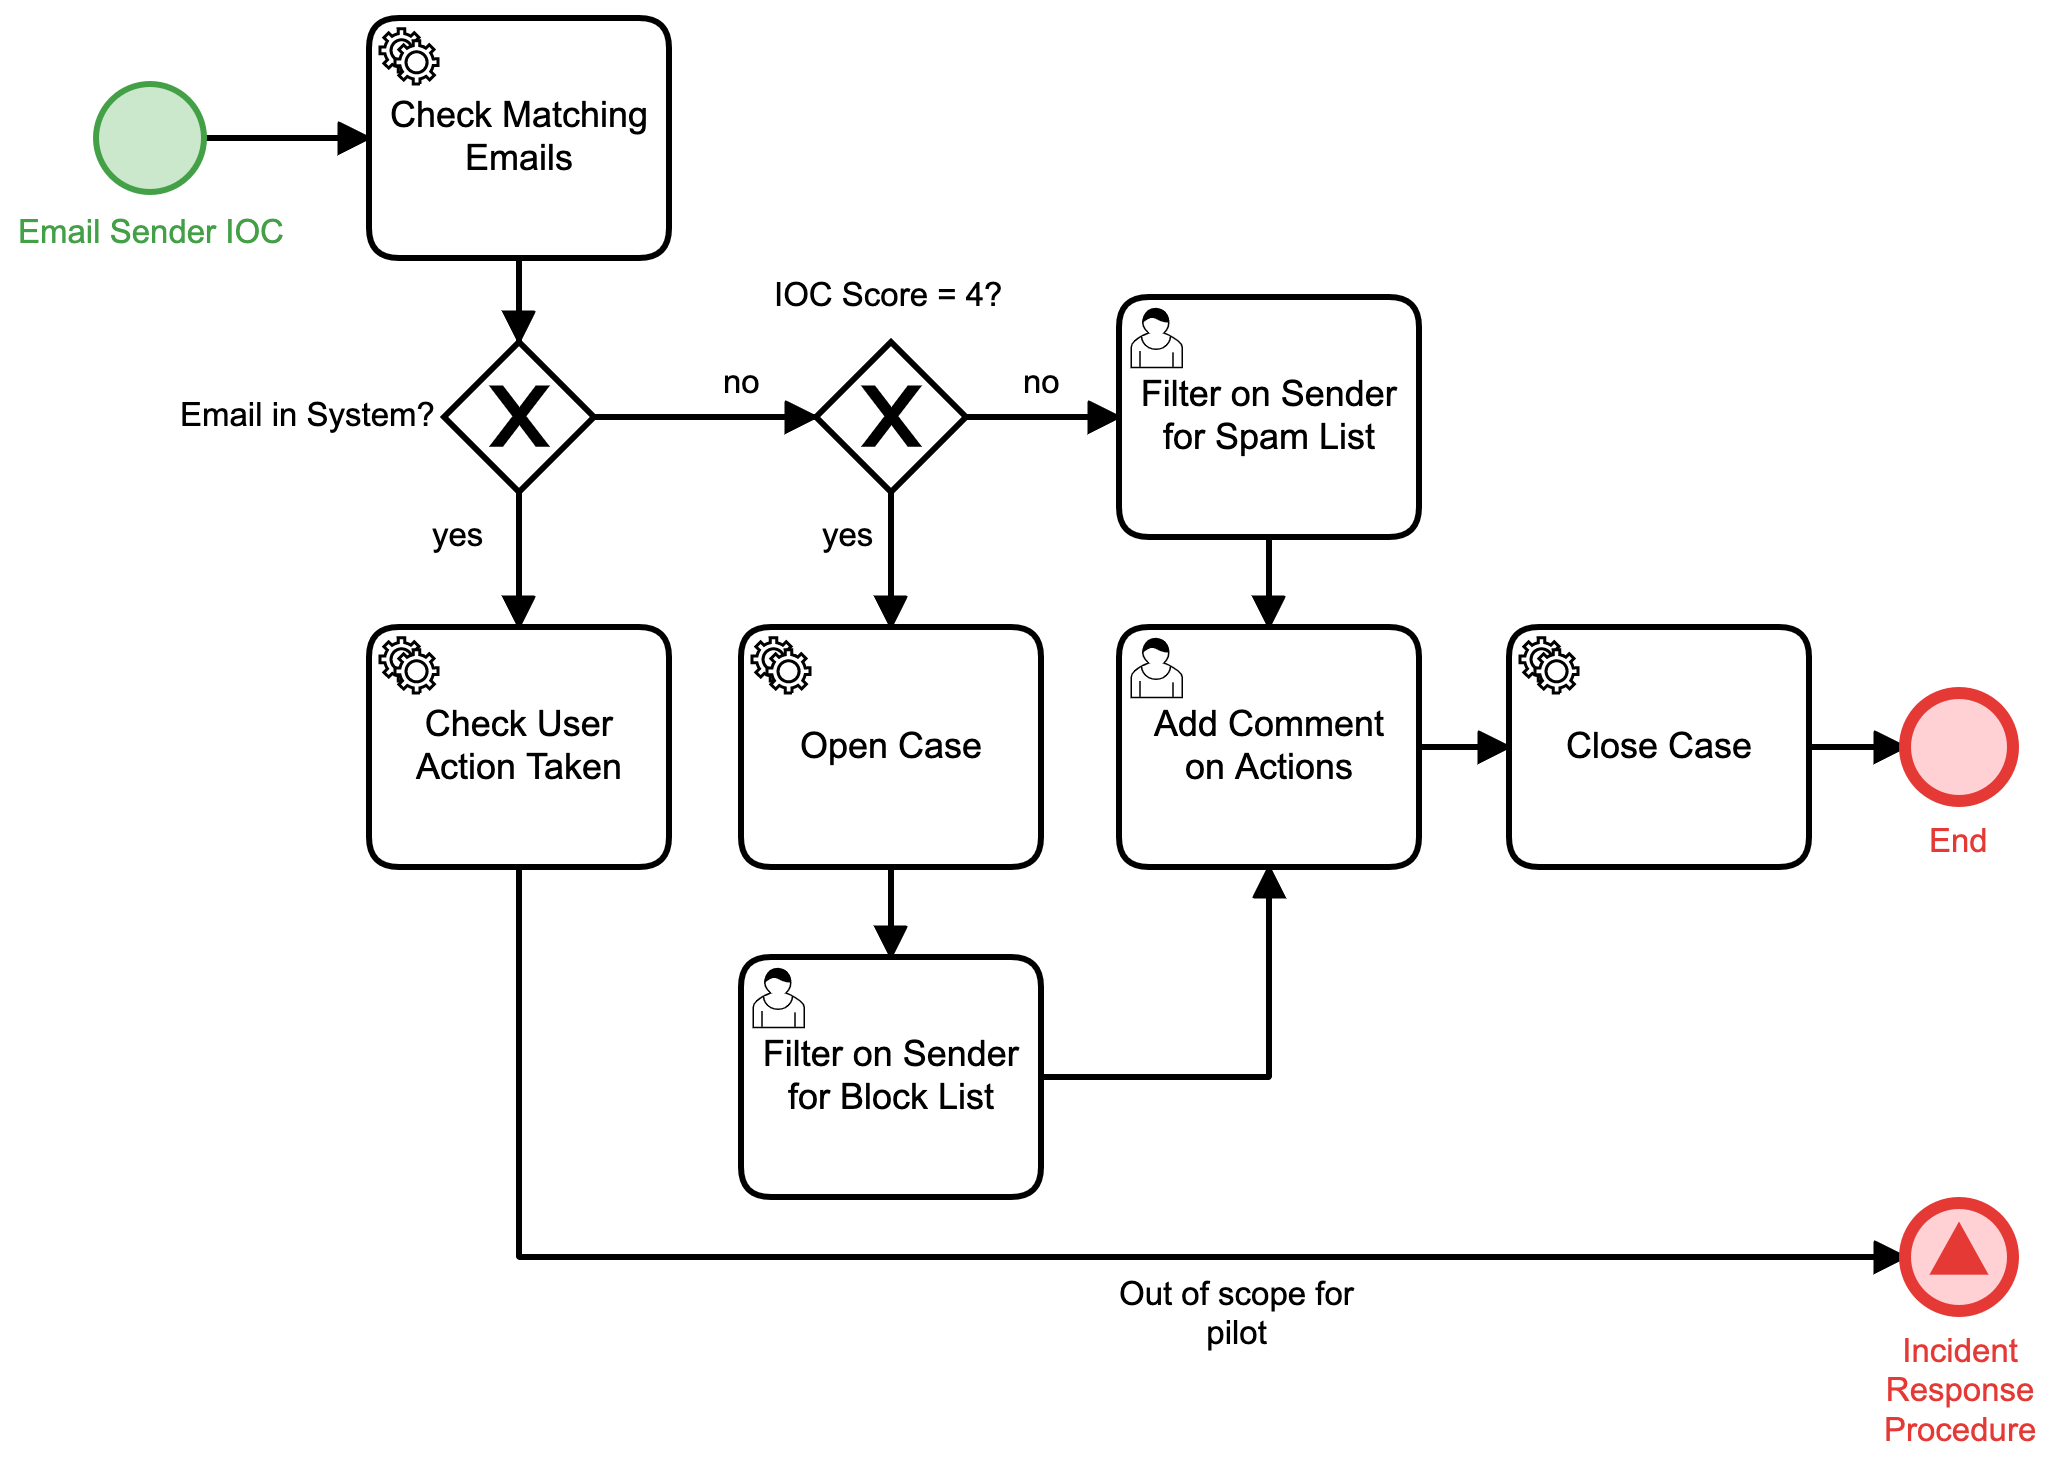 Check Matching
Emails
Email Sender IOC
IOC Score = 4?
no
no
Email in System?
Filter on Sender
for Spam List
yes
yes
Check User
Action Taken
Open Case
Add Comment
on Actions
Close Case
End
Filter on Sender
for Block List
Out of scope for
pilot
Incident
Response
Procedure